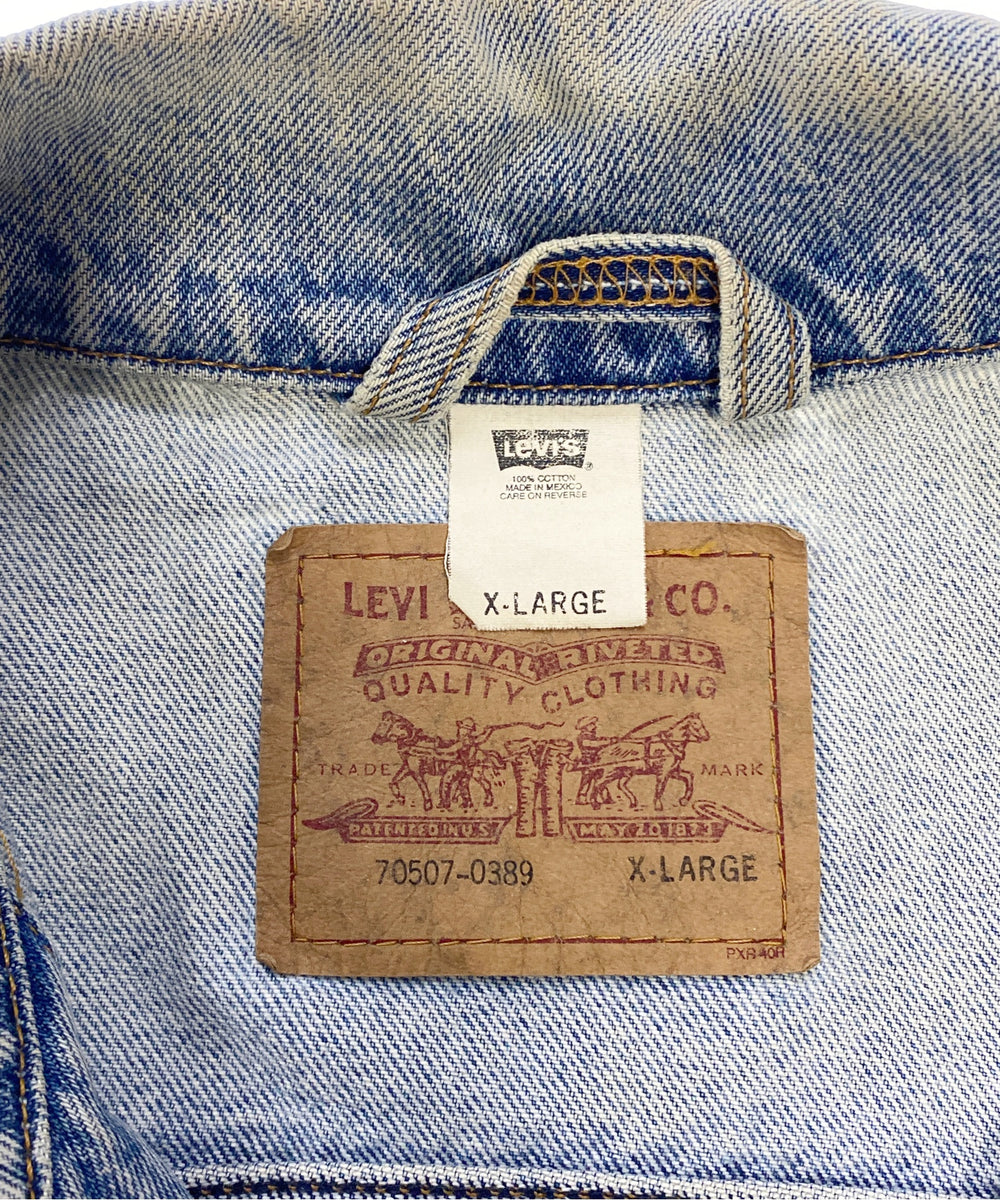 Levi's®
100% COTTON
MADE IN MEXICO
CARE ON REVERSE
X-LARGE
LEVI & CO.
SA
ORIGINAL RIVETED
QUALITY CLOTHING
TRADE MARK
PATENTED IN U.S. MAY 20 1873
70507-0389 X-LARGE